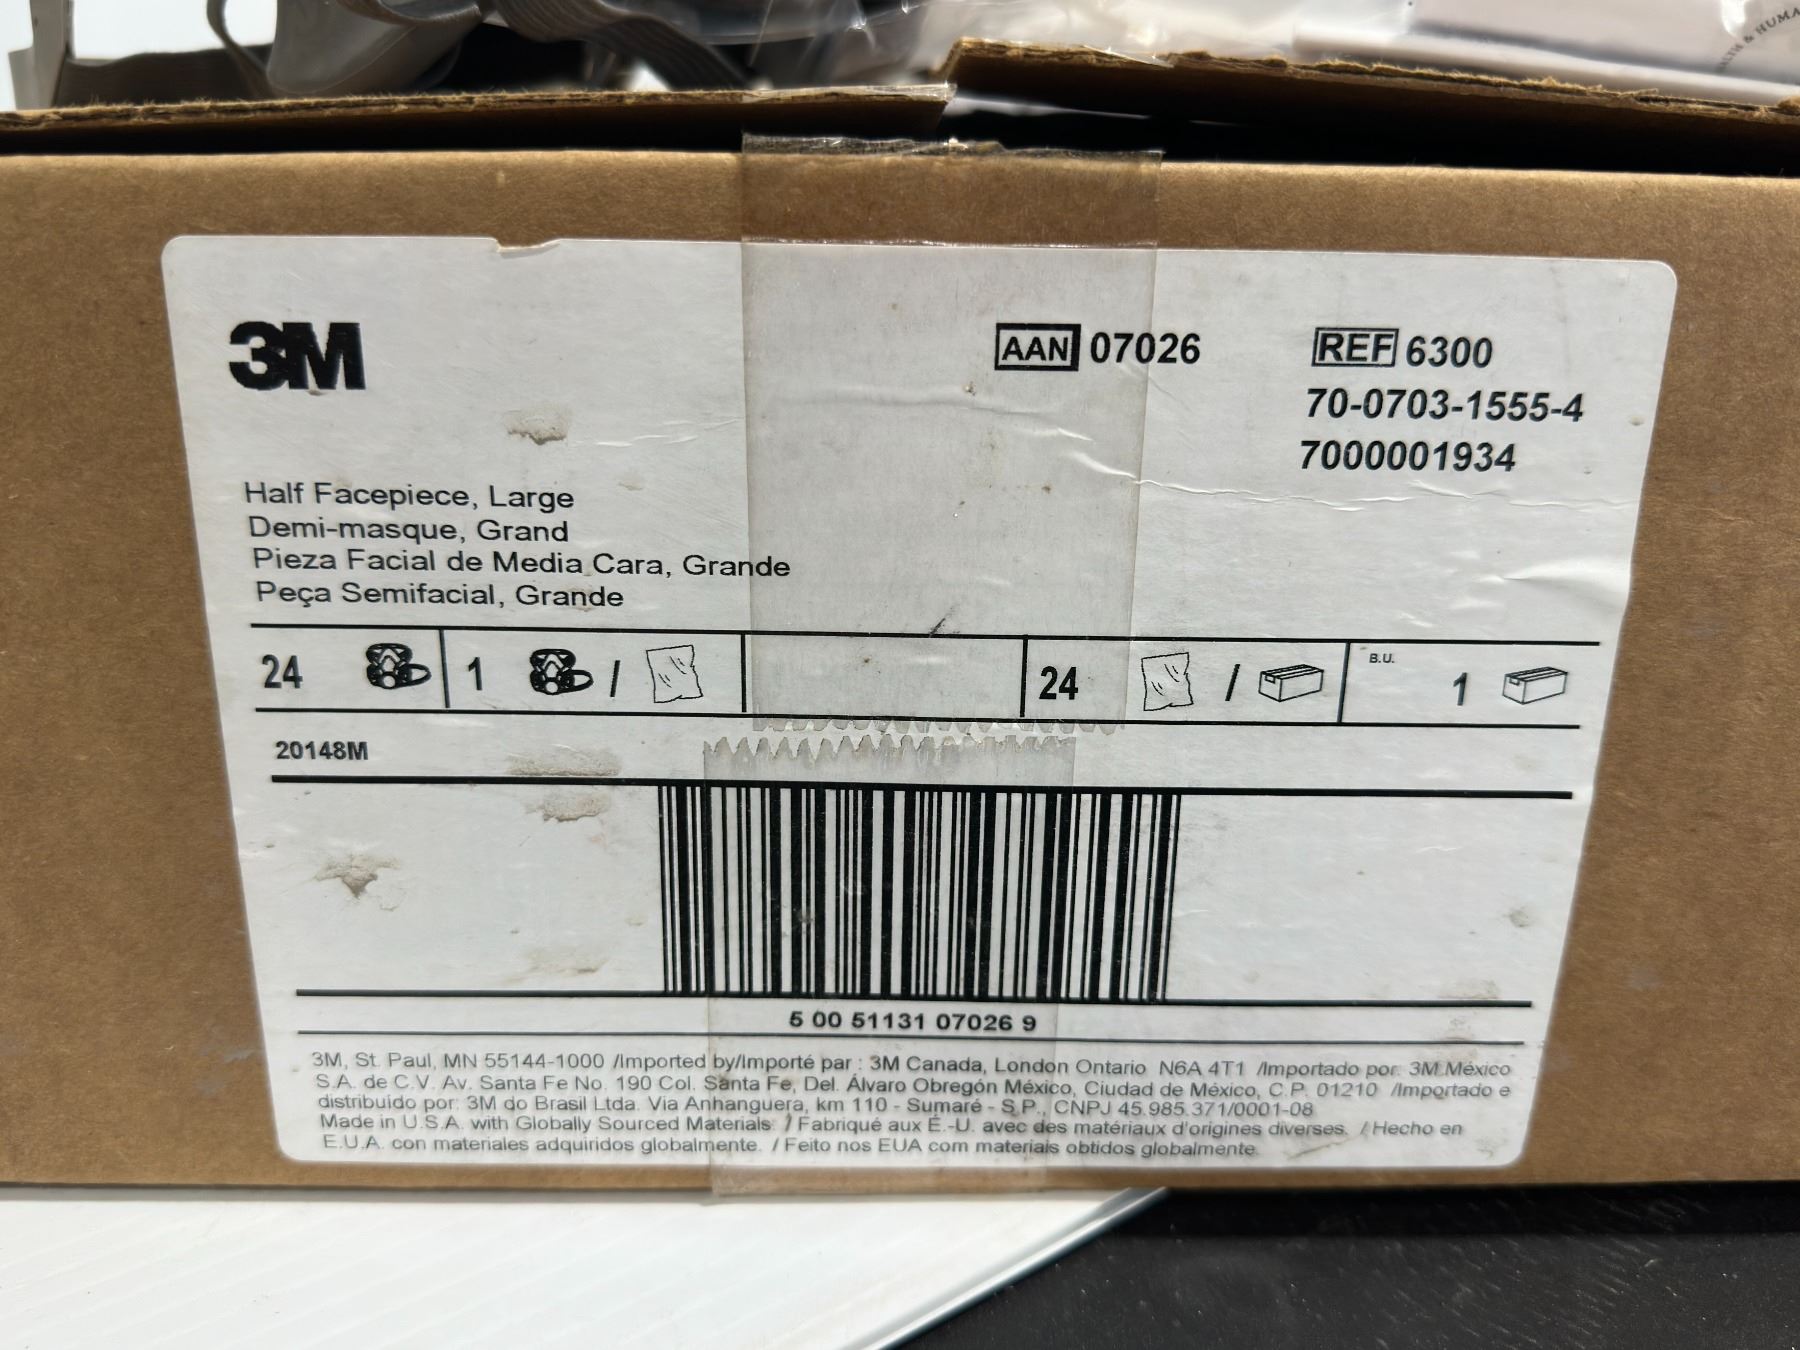 & HUMA
3M
AAN 07026
REF 6300
70-0703-1555-4
7000001934
Half Facepiece, Large
Demi-masque, Grand
Pieza Facial de Media Cara, Grande
Peça Semifacial, Grande
24 1 / 24 / B.U. 1
20148M
5 00 51131 07026 9
3M, St. Paul, MN 55144-1000 /Imported by/Importé par : 3M Canada, London Ontario N6A 4T1 /Importado por: 3M México
S.A. de C.V. Av. Santa Fe No. 190 Col. Santa Fe, Del. Álvaro Obregón México, Ciudad de México, C.P. 01210 /Importado e
distribuído por: 3M do Brasil Ltda. Via Anhanguera, km 110 - Sumaré - S.P., CNPJ 45.985.371/0001-08
Made in U.S.A. with Globally Sourced Materials. / Fabriqué aux É.-U. avec des matériaux d'origines diverses. / Hecho en
E.U.A. con materiales adquiridos globalmente. / Feito nos EUA com materiais obtidos globalmente.